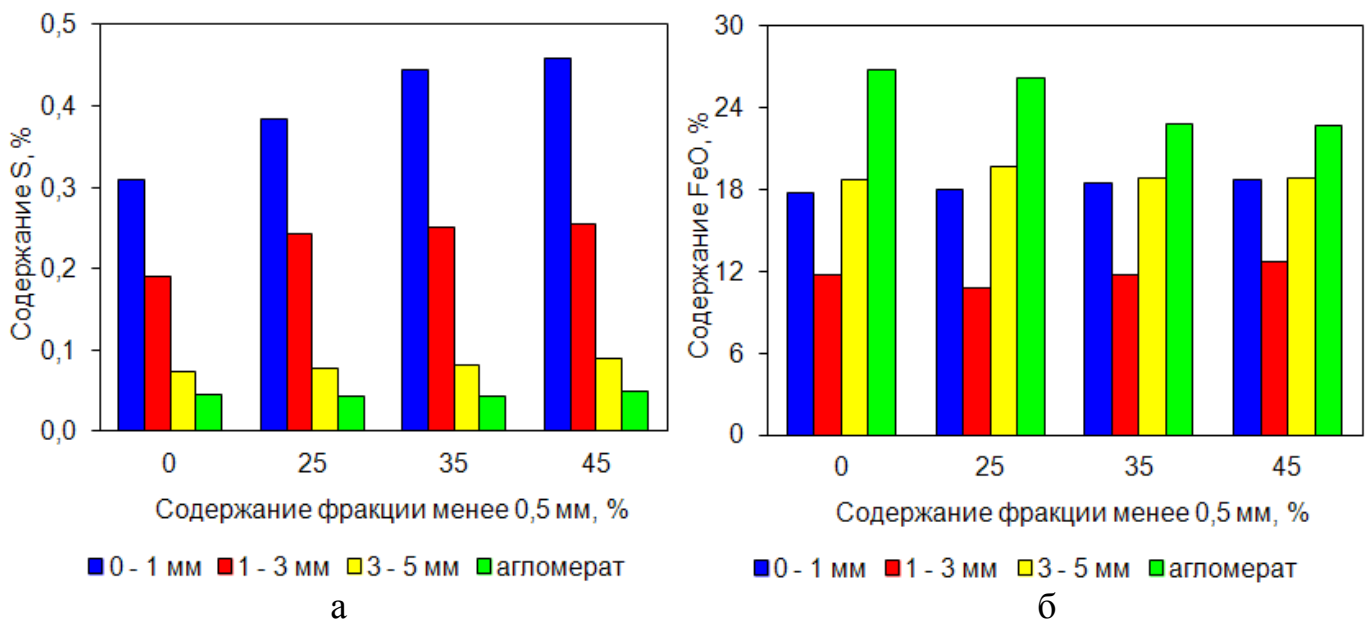 Содержание S, %
0,5
0,4
0,3
0,2
0,1
0,0
0 25 35 45
Содержание фракции менее 0,5 мм, %
0 - 1 мм 1 - 3 мм 3 - 5 мм агломерат
а
Содержание FeO, %
30
24
18
12
6
0
0 25 35 45
Содержание фракции менее 0,5 мм, %
0 - 1 мм 1 - 3 мм 3 - 5 мм агломерат
б